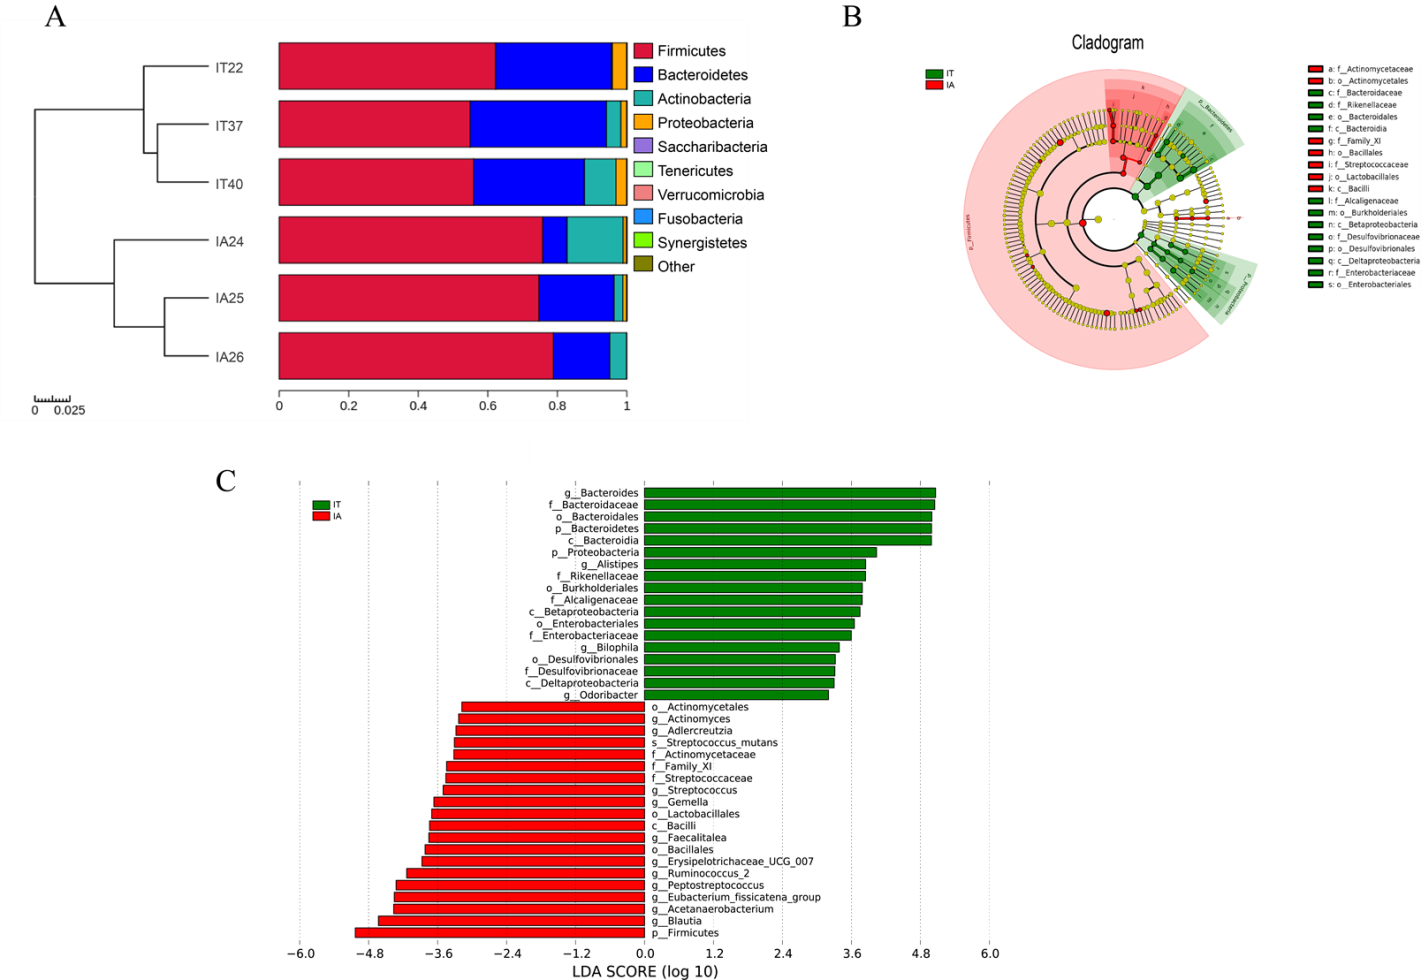 A
IT22
IT37
IT40
IA24
IA25
IA26
0 0.025
0 0.2 0.4 0.6 0.8 1
Firmicutes
Bacteroidetes
Actinobacteria
Proteobacteria
Saccharibacteria
Tenericutes
Verrucomicrobia
Fusobacteria
Synergistetes
Other
B
Cladogram
IT
IA
p__Firmicutes
p__Bacteroidetes
p__Proteobacteria
a: f__Actinomycetaceae
b: o__Actinomycetales
c: f__Bacteroidaceae
d: f__Rikenellaceae
e: o__Bacteroidales
f: c__Bacteroidia
g: f__Family_XI
h: o__Bacillales
i: f__Streptococcaceae
j: o__Lactobacillales
k: c__Bacilli
l: f__Alcaligenaceae
m: o__Burkholderiales
n: c__Betaproteobacteria
o: f__Desulfovibrionaceae
p: o__Desulfovibrionales
q: c__Deltaproteobacteria
r: f__Enterobacteriaceae
s: o__Enterobacteriales
C
IT
IA
g__Bacteroides
f__Bacteroidaceae
o__Bacteroidales
p__Bacteroidetes
c__Bacteroidia
p__Proteobacteria
g__Alistipes
f__Rikenellaceae
o__Burkholderiales
f__Alcaligenaceae
c__Betaproteobacteria
o__Enterobacteriales
f__Enterobacteriaceae
g__Bilophila
o__Desulfovibrionales
f__Desulfovibrionaceae
c__Deltaproteobacteria
g__Odoribacter
o__Actinomycetales
g__Actinomyces
g__Adlercreutzia
s__Streptococcus_mutans
f__Actinomycetaceae
f__Family_XI
f__Streptococcaceae
g__Streptococcus
g__Gemella
o__Lactobacillales
c__Bacilli
g__Faecalitalea
o__Bacillales
g__Erysipelotrichaceae_UCG_007
g__Ruminococcus_2
g__Peptostreptococcus
g__Eubacterium_fissicatena_group
g__Acetanaerobacterium
g__Blautia
p__Firmicutes
−6.0 −4.8 −3.6 −2.4 −1.2 0.0 1.2 2.4 3.6 4.8 6.0
LDA SCORE (log 10)